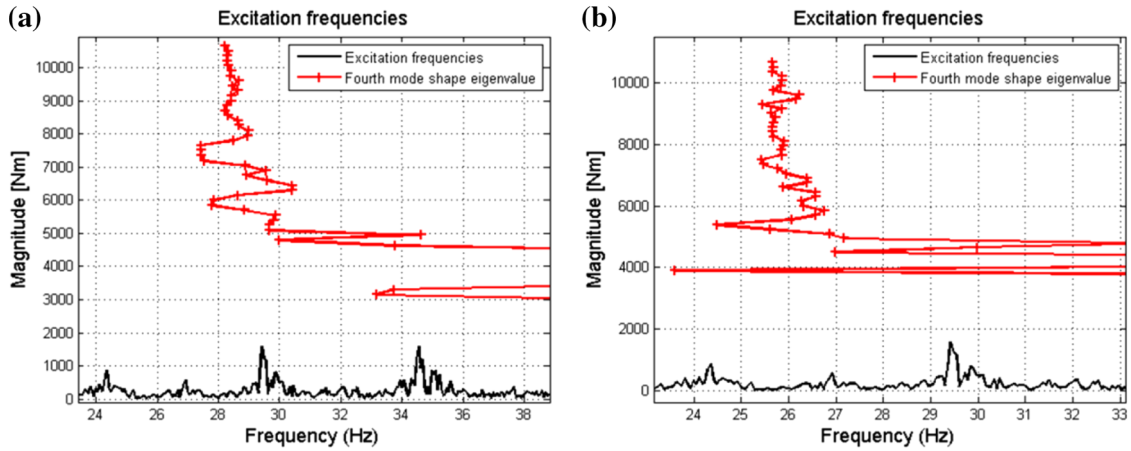 (a)
Excitation frequencies
Excitation frequencies
Fourth mode shape eigenvalue
Magnitude [Nm]
10000
9000
8000
7000
6000
5000
4000
3000
2000
1000
0
24 26 28 30 32 34 36 38
Frequency (Hz)
(b)
Excitation frequencies
Excitation frequencies
Fourth mode shape eigenvalue
Magnitude [Nm]
10000
8000
6000
4000
2000
0
24 25 26 27 28 29 30 31 32 33
Frequency (Hz)